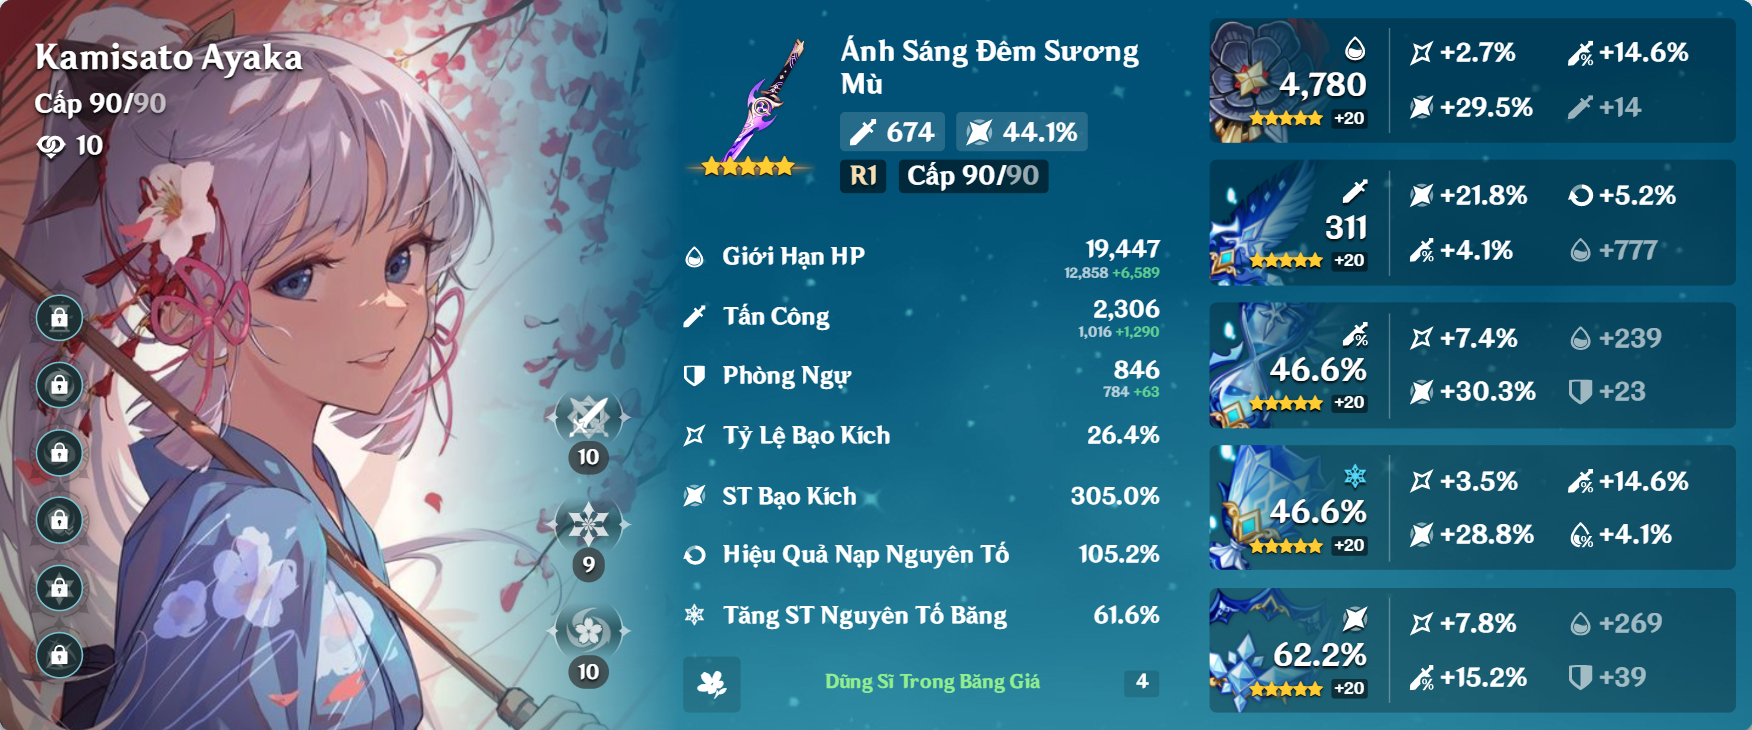 Kamisato Ayaka
Cấp 90/90
10
10
9
10
Ánh Sáng Đêm Sương
Mù
674 44.1%
R1 Cấp 90/90
Giới Hạn HP 19,447
12,858 +6,589
Tấn Công 2,306
1,016 +1,290
Phòng Ngự 846
784 +63
Tỷ Lệ Bạo Kích 26.4%
ST Bạo Kích 305.0%
Hiệu Quả Nạp Nguyên Tố 105.2%
Tăng ST Nguyên Tố Băng 61.6%
Dũng Sĩ Trong Băng Giá 4
4,780
+20
+2.7% +14.6%
+29.5% +14
311
+20
+21.8% +5.2%
+4.1% +777
46.6%
+20
+7.4% +239
+30.3% +23
46.6%
+20
+3.5% +14.6%
+28.8% +4.1%
62.2%
+20
+7.8% +269
+15.2% +39